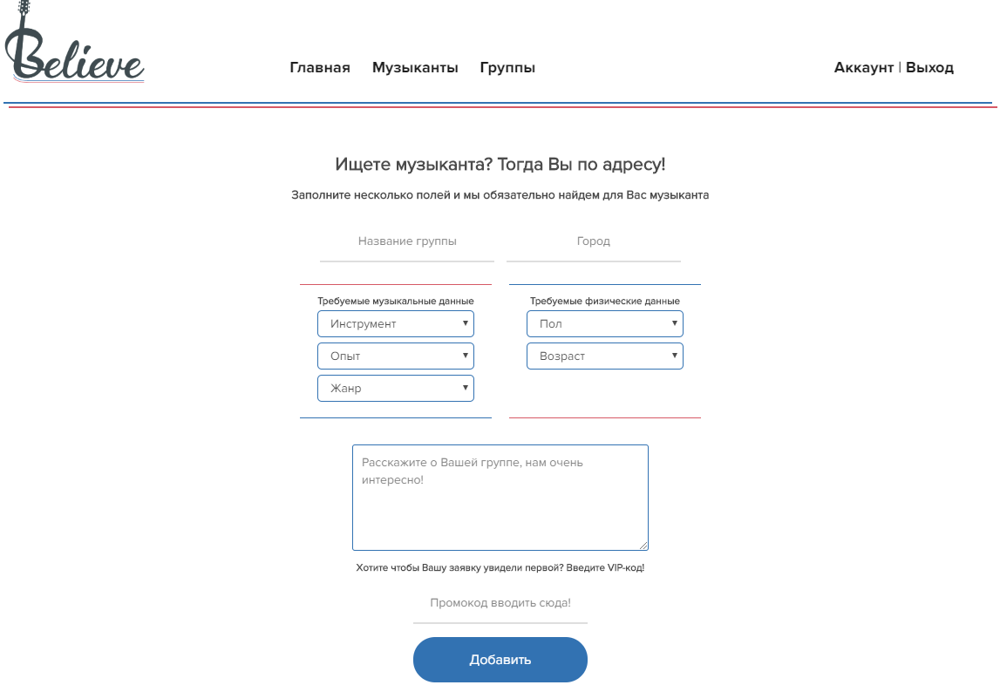 Believe
Главная Музыканты Группы Аккаунт | Выход
Ищете музыканта? Тогда Вы по адресу!
Заполните несколько полей и мы обязательно найдем для Вас музыканта
Название группы Город
Требуемые музыкальные данные Требуемые физические данные
Инструмент Пол
Опыт Возраст
Жанр
Расскажите о Вашей группе, нам очень
интересно!
Хотите чтобы Вашу заявку увидели первой? Введите VIP-код!
Промокод вводить сюда!
Добавить